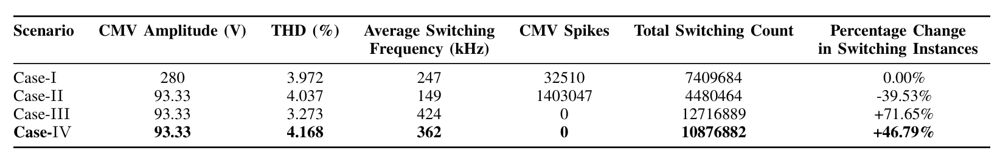 Scenario CMV Amplitude (V) THD (%) Average Switching Frequency (kHz) CMV Spikes Total Switching Count Percentage Change in Switching Instances
Case-I 280 3.972 247 32510 7409684 0.00%
Case-II 93.33 4.037 149 1403047 4480464 -39.53%
Case-III 93.33 3.273 424 0 12716889 +71.65%
Case-IV 93.33 4.168 362 0 10876882 +46.79%